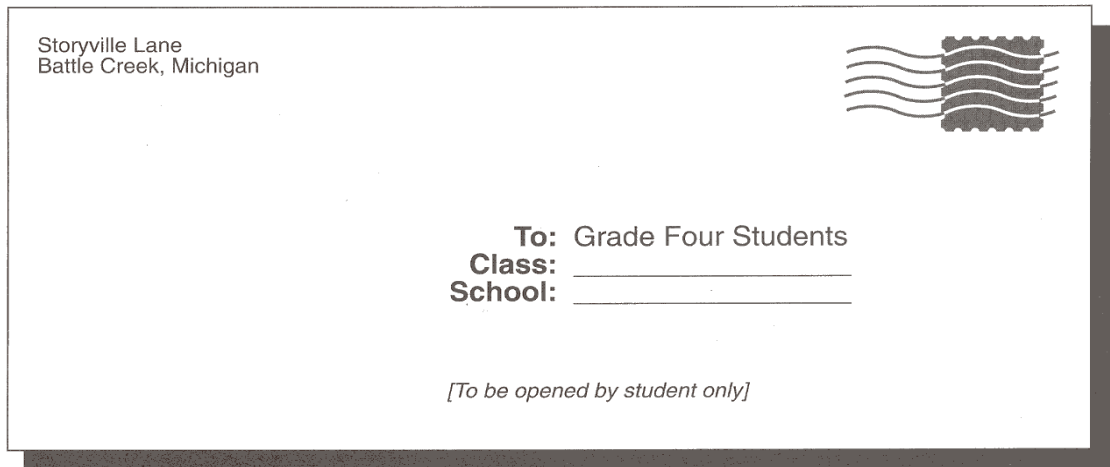 Storyville Lane
Battle Creek, Michigan
To: Grade Four Students
Class:
School:
[To be opened by student only]